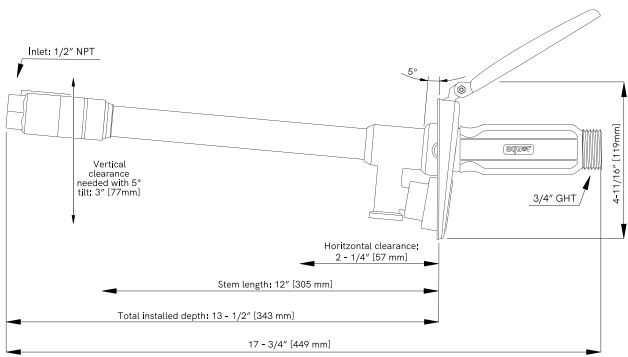 Inlet: 1/2" NPT
5°
Vertical
clearance
needed with 5°
tilt: 3" [77mm]
aquor
3/4" GHT
4-11/16" [119mm]
Horitzontal clearance:
2 - 1/4" [57 mm]
Stem length: 12" [305 mm]
Total installed depth: 13 - 1/2" [343 mm]
17 - 3/4" [449 mm]